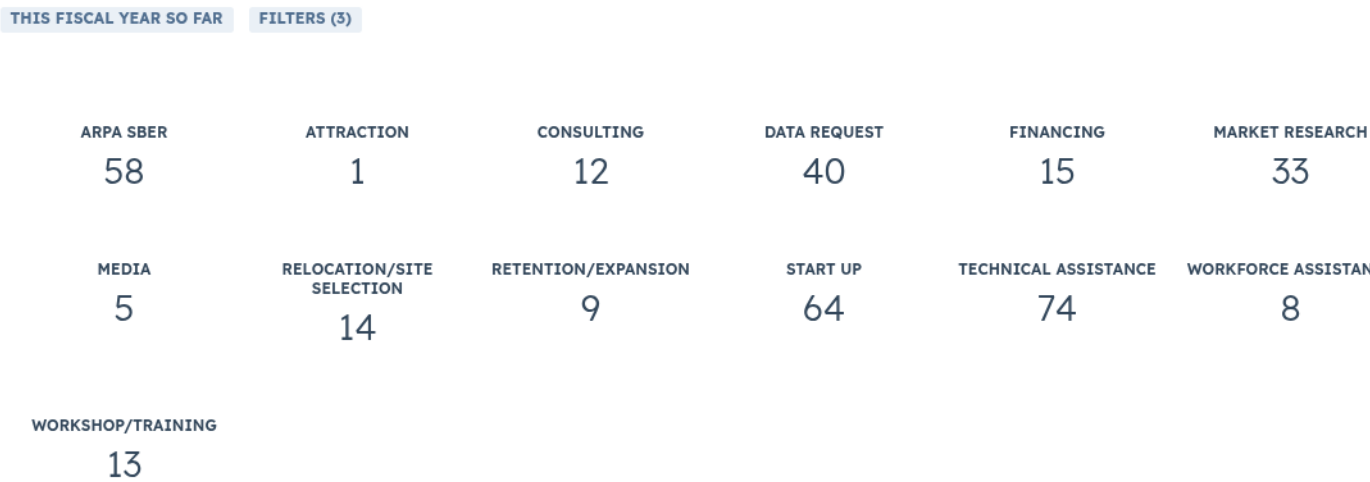 THIS FISCAL YEAR SO FAR FILTERS (3)
ARPA SBER ATTRACTION CONSULTING DATA REQUEST FINANCING MARKET RESEARCH
58 1 12 40 15 33
MEDIA RELOCATION/SITE RETENTION/EXPANSION START UP TECHNICAL ASSISTANCE WORKFORCE ASSISTAN
SELECTION
5 14 9 64 74 8
WORKSHOP/TRAINING
13